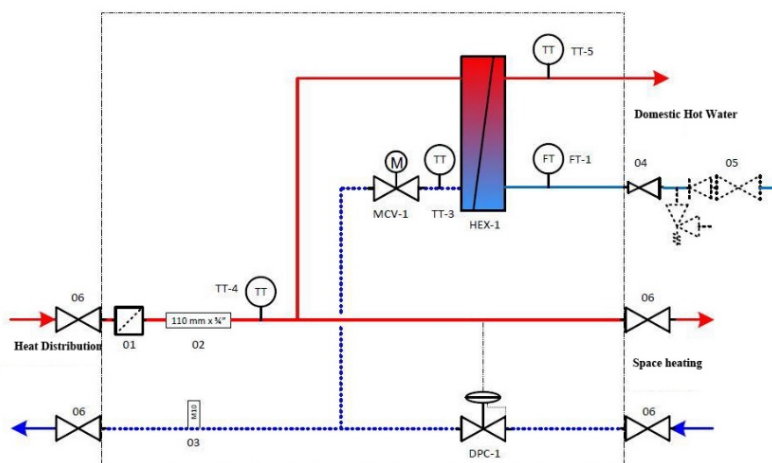 TT
TT-5
Domestic Hot Water
M
TT
FT
FT-1
04
05
MCV-1
TT-3
HEX-1
TT-4
TT
06
06
110 mm x ¾"
Heat Distribution
01
02
Space heating
06
M10
06
03
DPC-1